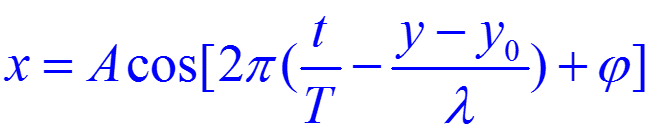 x = A cos[2π(t/T − (y − y₀)/λ) + φ]